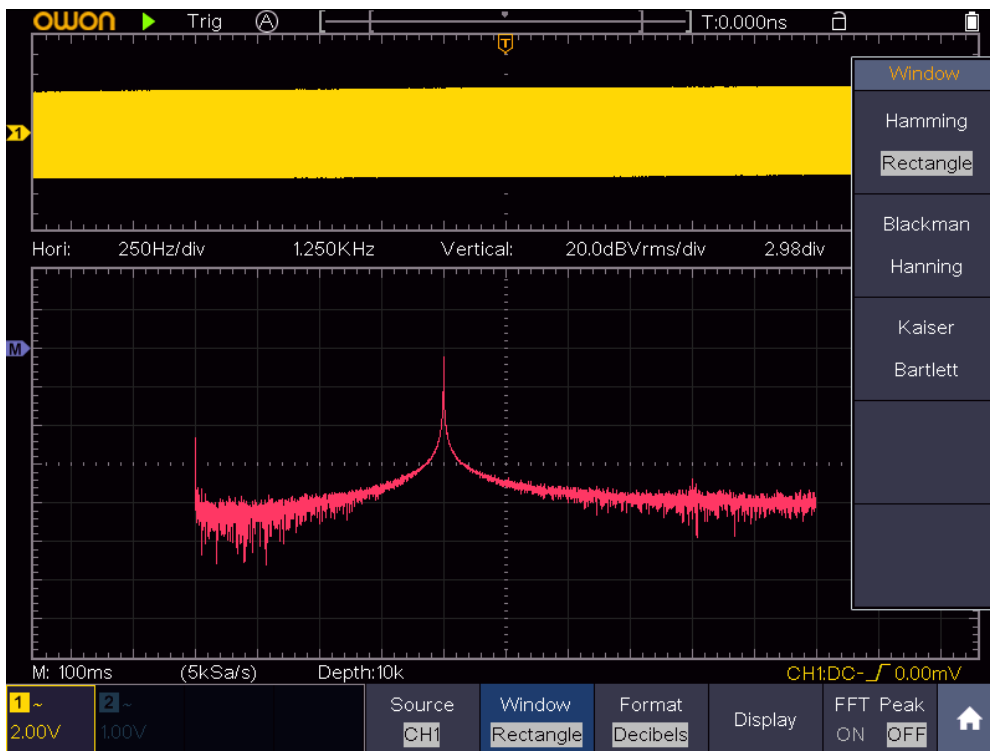 OWON Trig A T:0.000ns
T
Window
Hamming
1
Rectangle
Blackman
Hori: 250Hz/div 1.250KHz Vertical: 20.0dBVrms/div 2.98div
Hanning
Kaiser
M
Bartlett
M: 100ms (5kSa/s) Depth:10k CH1:DC- 0.00mV
1 ~ 2 ~ Source Window Format Display FFT Peak
2.00V 1.00V CH1 Rectangle Decibels ON OFF